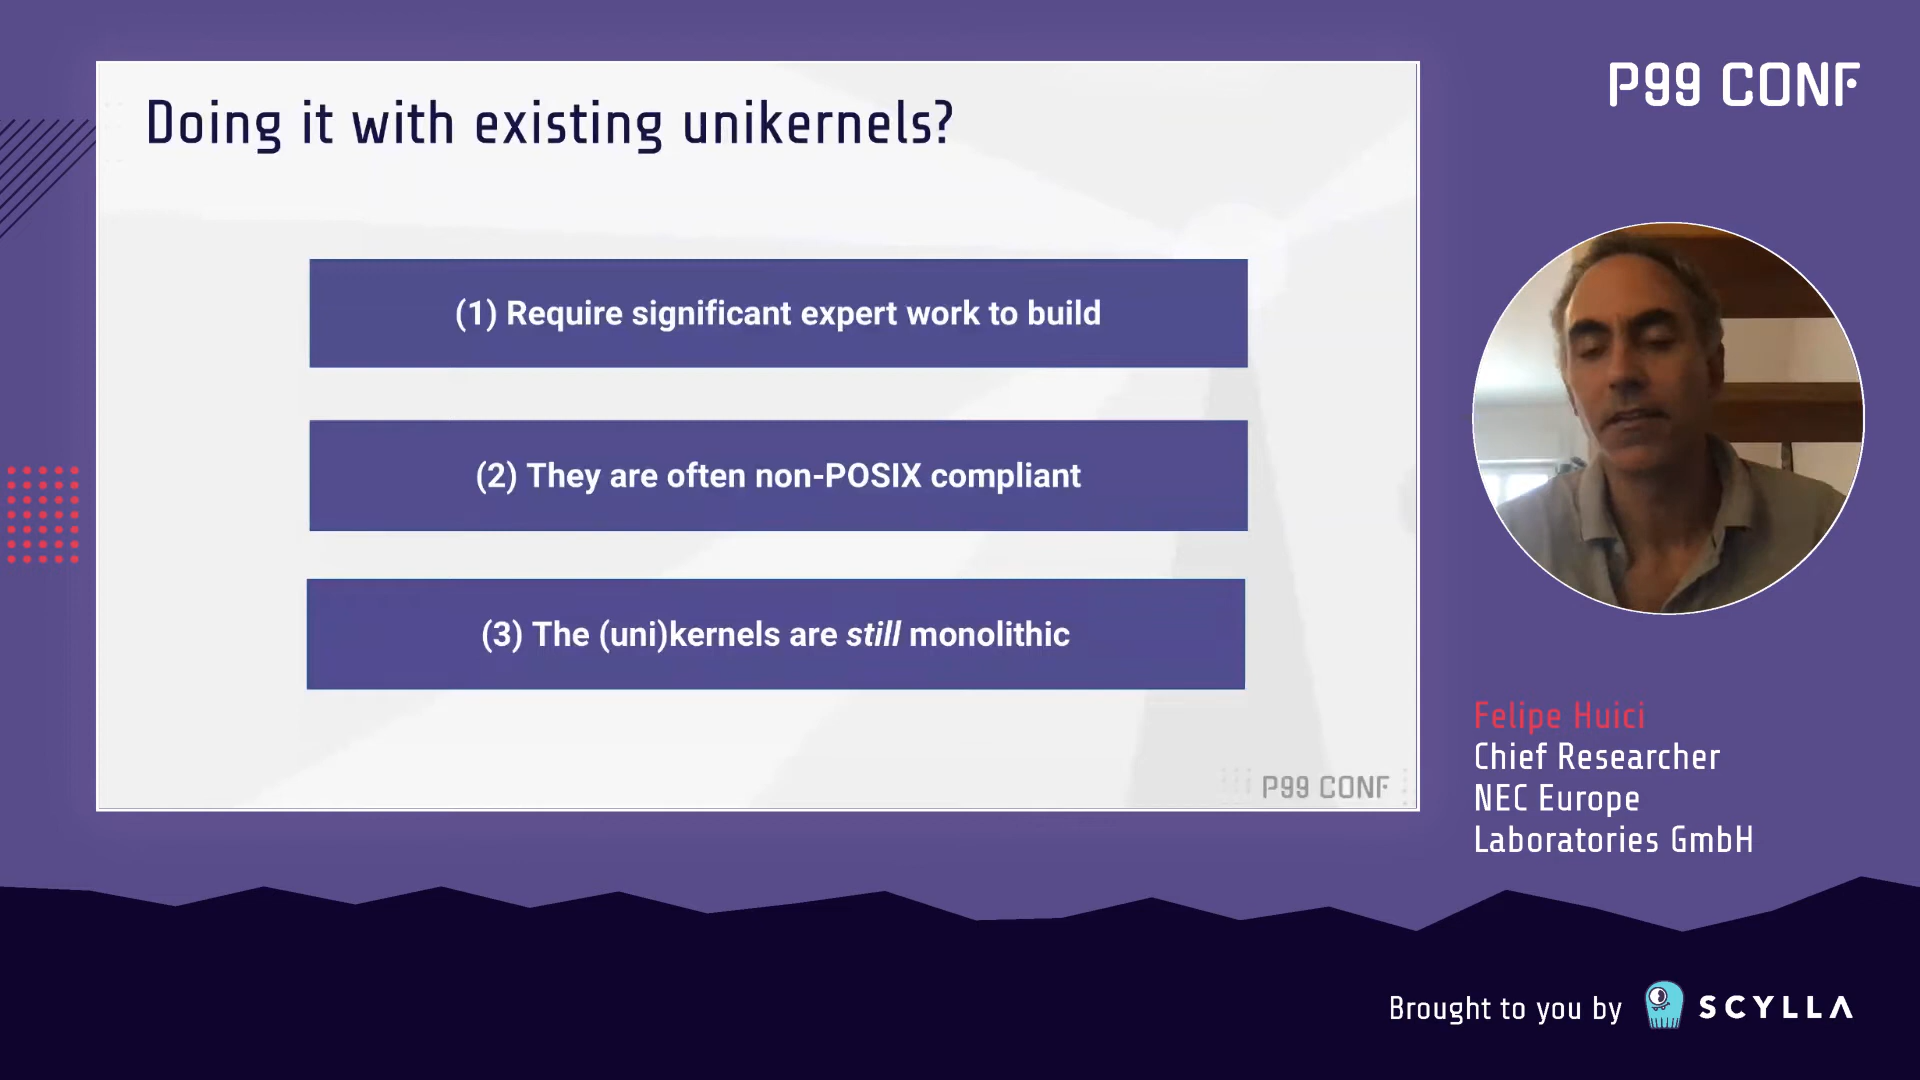 Doing it with existing unikernels?
(1) Require significant expert work to build
(2) They are often non-POSIX compliant
(3) The (uni)kernels are still monolithic
P99 CONF
P99 CONF
Felipe Huici
Chief Researcher
NEC Europe
Laboratories GmbH
Brought to you by SCYLLA